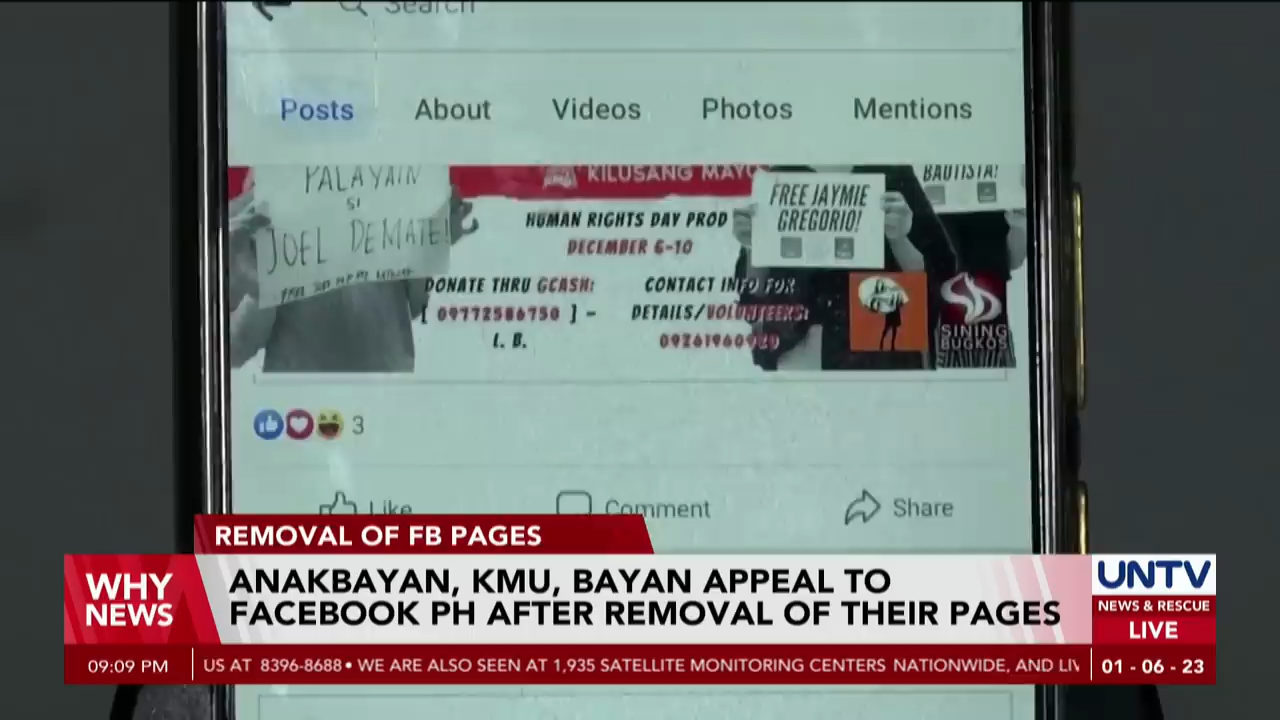 Search
Posts
About
Videos
Photos
Mentions
KILUSANG MAYO
PALAYAIN
SI
JOEL DEMATE!
HUMAN RIGHTS DAY PROD
DECEMBER 6-10
DONATE THRU GCASH:
[ 09772586750 ] -
L. B.
CONTACT INFO FOR
DETAILS/VOLUNTEERS:
FREE JAYMIE
GREGORIO!
BAUTISTA!
SINING
BUGKOS
3
Like
Comment
Share
REMOVAL OF FB PAGES
WHY
NEWS
ANAKBAYAN, KMU, BAYAN APPEAL TO
FACEBOOK PH AFTER REMOVAL OF THEIR PAGES
UNTV
NEWS & RESCUE
LIVE
09:09 PM
US AT 8396-8688• WE ARE ALSO SEEN AT 1,935 SATELLITE MONITORING CENTERS NATIONWIDE, AND LIV
01 - 06 - 23